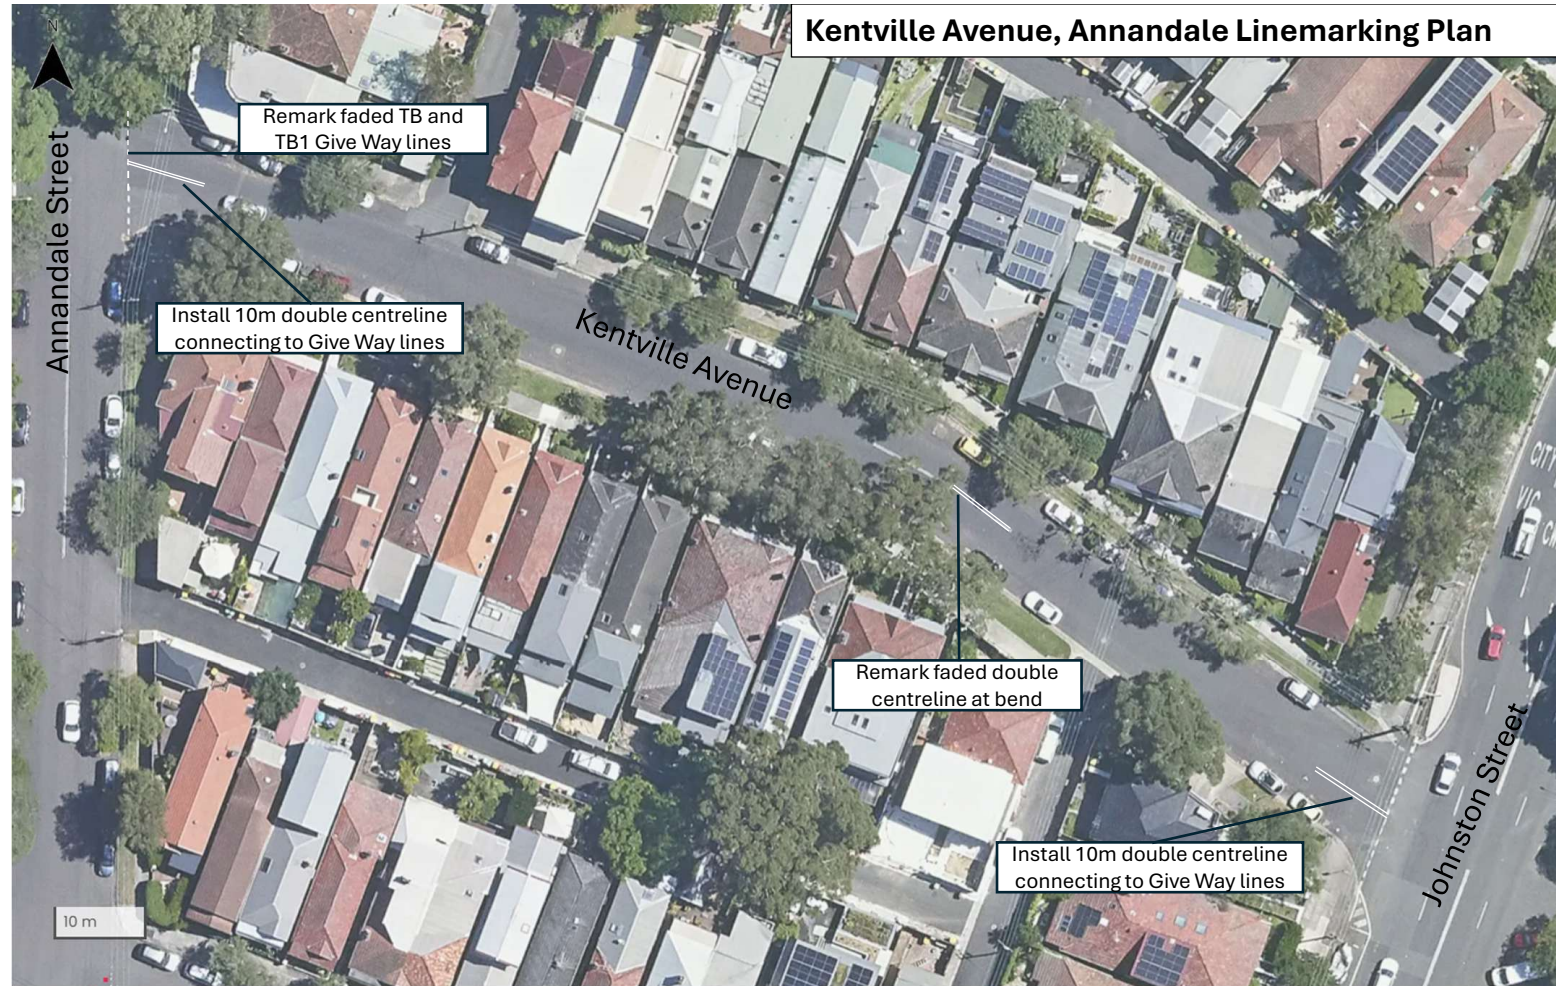 Kentville Avenue, Annandale Linemarking Plan
N
Remark faded TB and
TB1 Give Way lines
Annandale Street
Install 10m double centreline
connecting to Give Way lines
Kentville Avenue
CITY
Remark faded double
centreline at bend
Johnston Street
Install 10m double centreline
connecting to Give Way lines
10 m